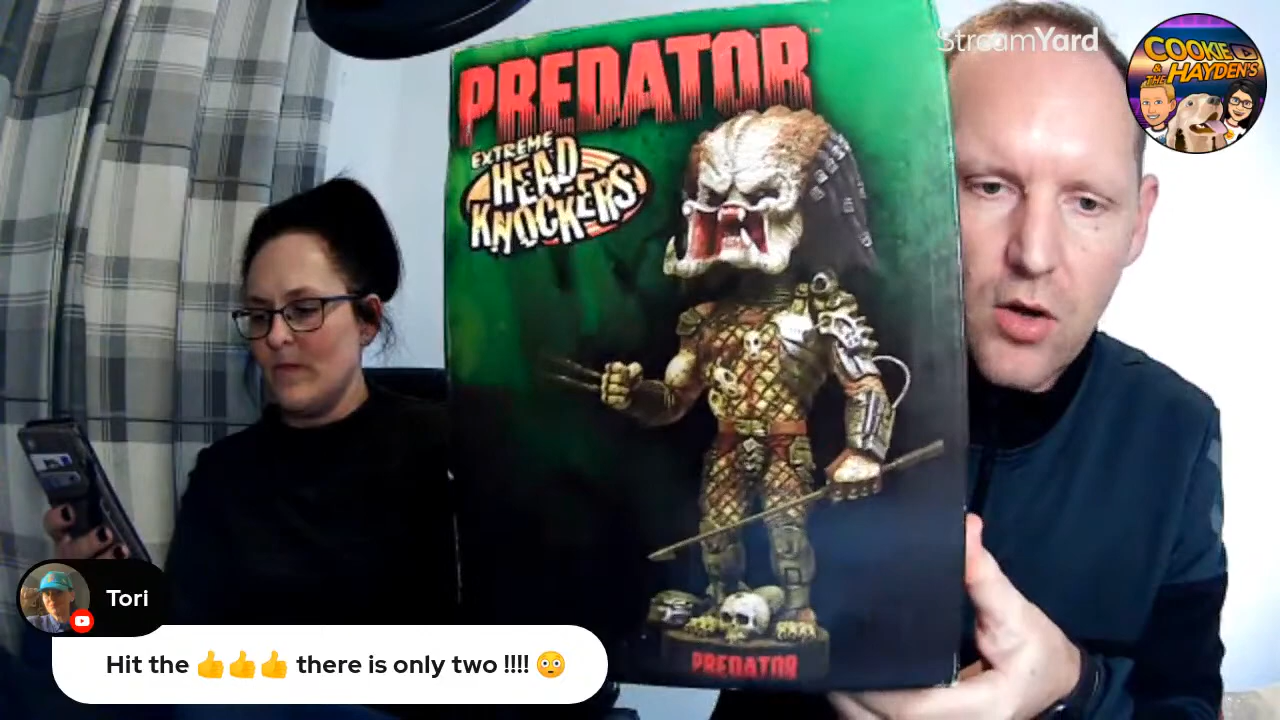 PREDATOR
EXTREME
HEAD
KNOCKERS
PREDATOR
StreamYard
COOKIE
& THE HAYDEN'S
Tori
Hit the 👍👍👍 there is only two !!!! 😳